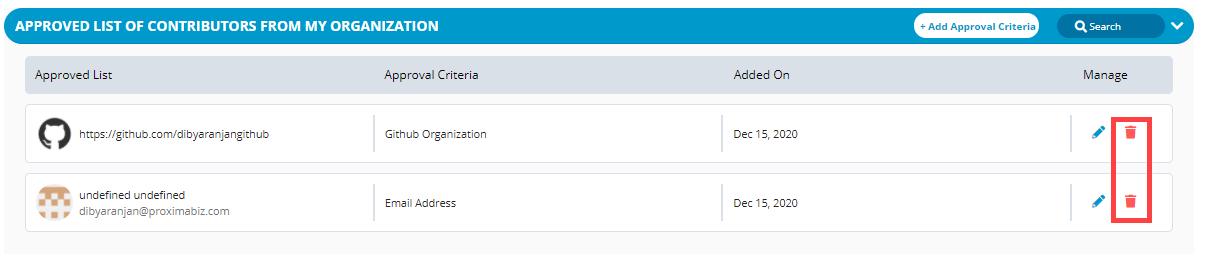 APPROVED LIST OF CONTRIBUTORS FROM MY ORGANIZATION + Add Approval Criteria Search
Approved List Approval Criteria Added On Manage
https://github.com/dibyaranjangithub Github Organization Dec 15, 2020
undefined undefined
dibyaranjan@proximabiz.com Email Address Dec 15, 2020